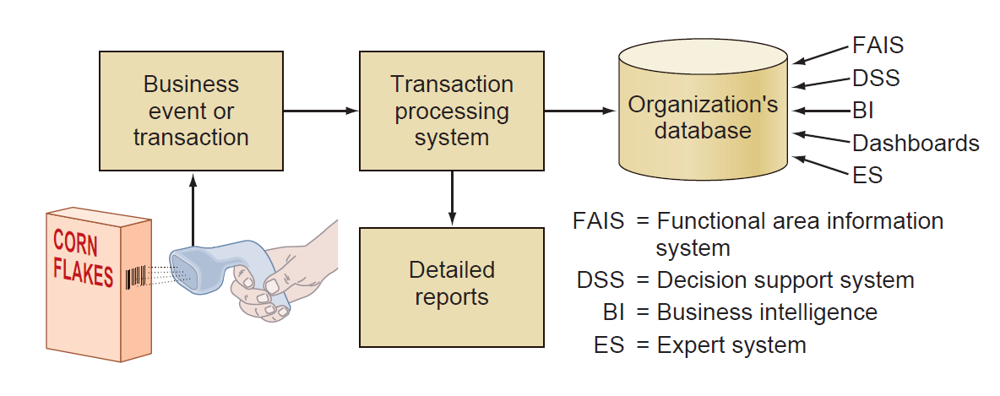 Business
event or
transaction
Transaction
processing
system
Organization's
database
FAIS
DSS
BI
Dashboards
ES
CORN
FLAKES
Detailed
reports
FAIS = Functional area information
system
DSS = Decision support system
BI = Business intelligence
ES = Expert system